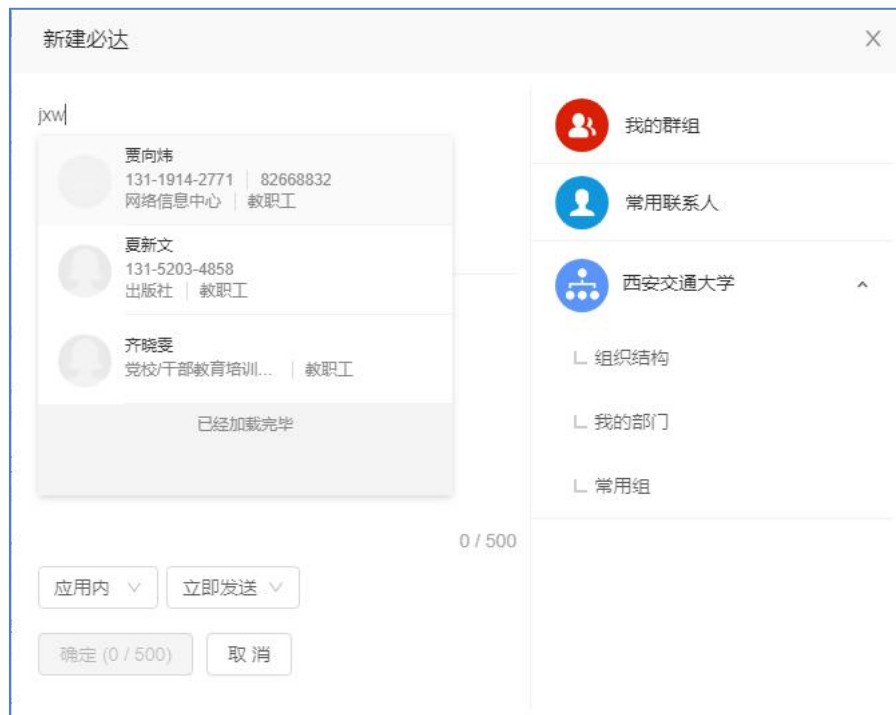 新建必达
jxw
贾向炜
131-1914-2771 | 82668832
网络信息中心 | 教职工
夏新文
131-5203-4858
出版社 | 教职工
齐晓雯
党校/干部教育培训... | 教职工
已经加载完毕
0 / 500
应用内
立即发送
确定 (0 / 500)
取 消
我的群组
常用联系人
西安交通大学
组织结构
我的部门
常用组